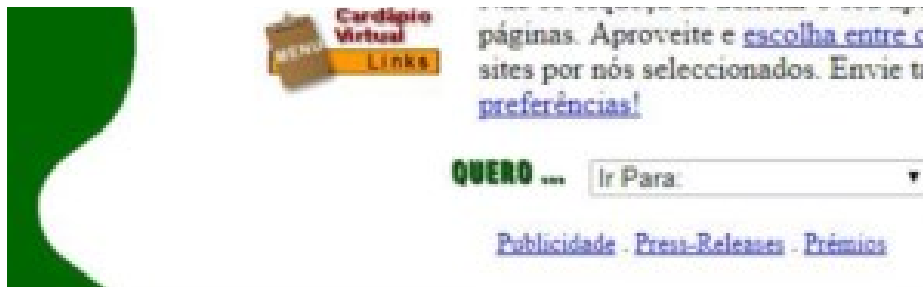 Cardápio
Virtual
MENU
Links
páginas. Aproveite e escolha entre
sites por nós seleccionados. Envie
preferências!
QUERO ...
Ir Para:
Publicidade . Press-Releases . Prémios